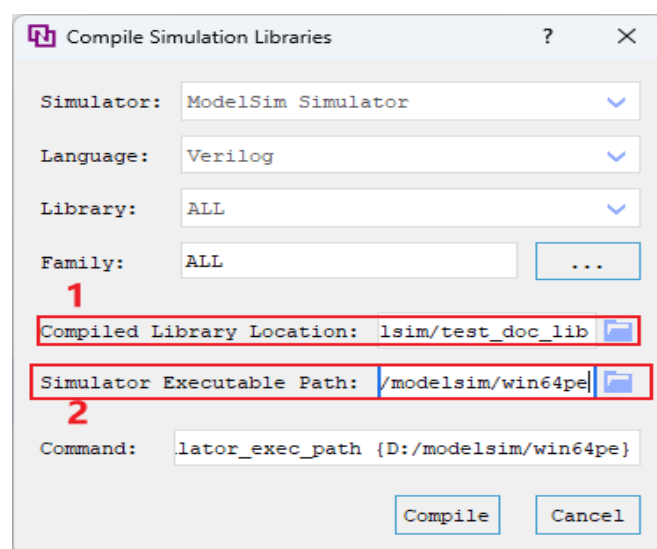 Compile Simulation Libraries ? ×
Simulator: ModelSim Simulator
Language: Verilog
Library: ALL
Family: ALL ...
1
Compiled Library Location: lsim/test_doc_lib
Simulator Executable Path: /modelsim/win64pe
2
Command: lator_exec_path {D:/modelsim/win64pe}
Compile Cancel